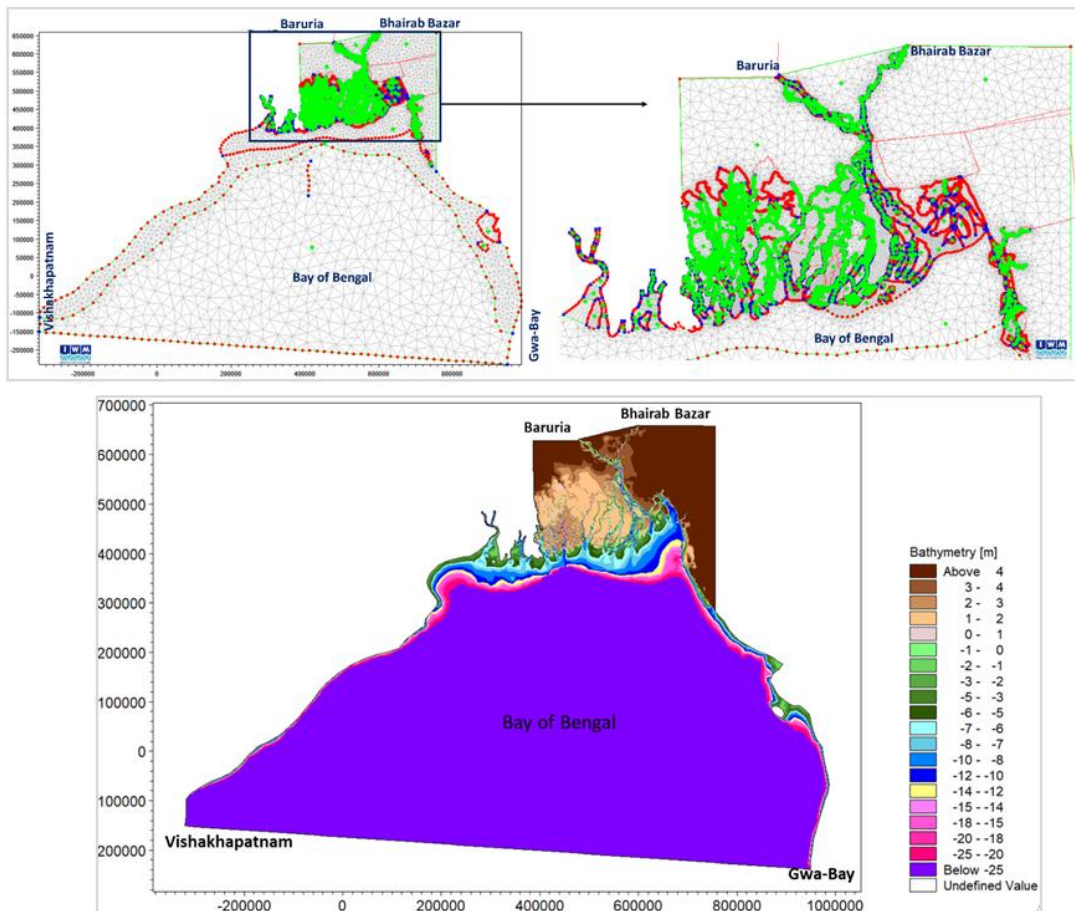 Baruria
Bhairab Bazar
650000
600000
550000
500000
450000
400000
350000
300000
250000
200000
150000
100000
50000
0
-50000
-100000
-150000
-200000
Vishakhapatnam
Bay of Bengal
Gwa-Bay
IWM
-200000 0 200000 400000 600000 800000
Baruria
Bhairab Bazar
Bay of Bengal
IWM
700000
600000
500000
400000
300000
200000
100000
0
100000
200000
Baruria
Bhairab Bazar
Bay of Bengal
Vishakhapatnam
Gwa-Bay
-200000 0 200000 400000 600000 800000 1000000
Bathymetry [m]
Above 4
3 - 4
2 - 3
1 - 2
0 - 1
-1 - 0
-2 - -1
-3 - -2
-5 - -3
-6 - -5
-7 - -6
-8 - -7
-10 - -8
-12 - -10
-14 - -12
-15 - -14
-18 - -15
-20 - -18
-25 - -20
Below -25
Undefined Value